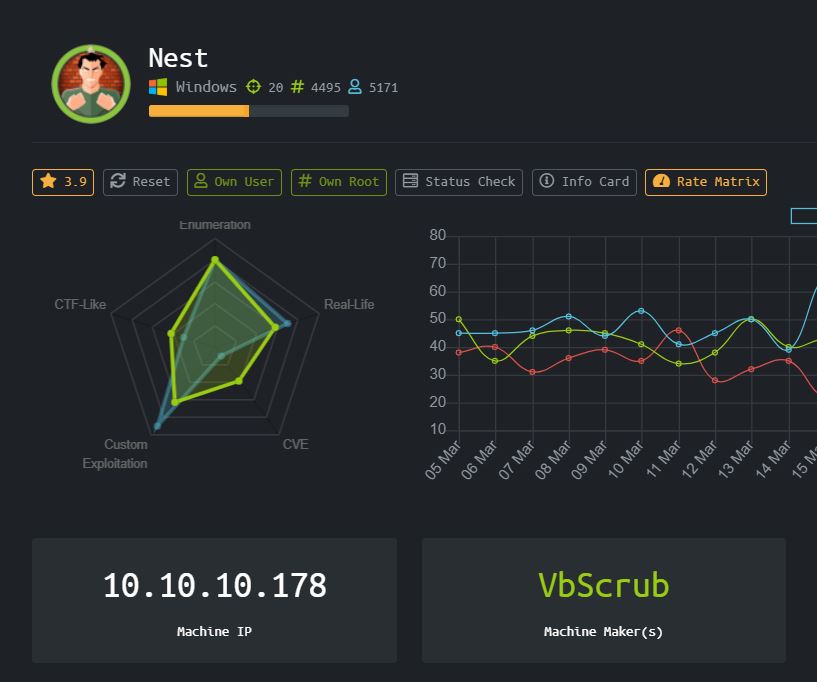 Nest
Windows 20 # 4495 5171
3.9 Reset Own User # Own Root Status Check Info Card Rate Matrix
Enumeration
CTF-Like
Real-Life
Custom
Exploitation
CVE
80
70
60
50
40
30
20
10
05 Mar
06 Mar
07 Mar
08 Mar
09 Mar
10 Mar
11 Mar
12 Mar
13 Mar
14 Mar
10.10.10.178
Machine IP
VbScrub
Machine Maker(s)